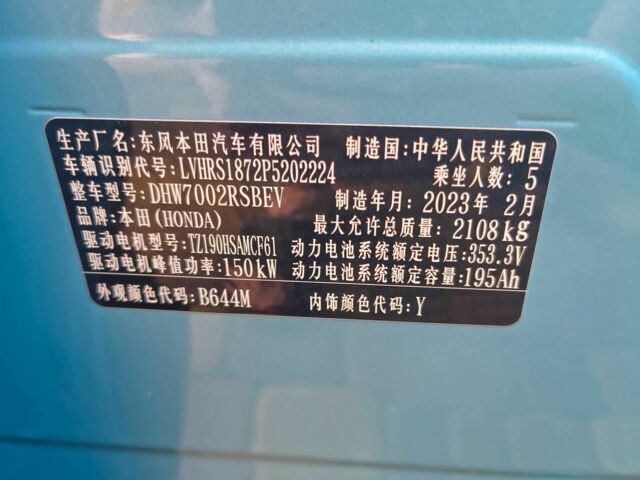 生产厂名：东风本田汽车有限公司 制造国：中华人民共和国
车辆识别代号：LVHRS1872P5202224 乘坐人数：5
整车型号：DHW7002RSBEV 制造年月：2023年2月
品牌：本田(HONDA) 最大允许总质量：2108kg
驱动电机型号：TZ190HSAMCF61 动力电池系统额定电压：353.3V
驱动电机峰值功率：150kW 动力电池系统额定容量：195Ah
外观颜色代码：B644M 内饰颜色代码：Y